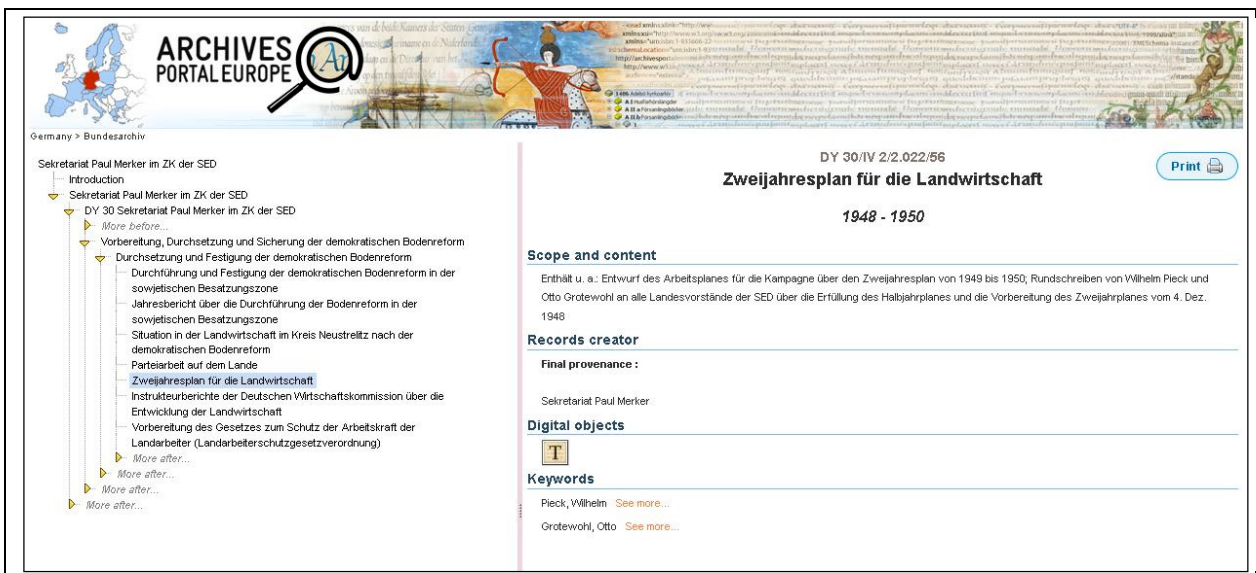 ARCHIVES
PORTAL EUROPE
Germany > Bundesarchiv
Sekretariat Paul Merker im ZK der SED
Introduction
Sekretariat Paul Merker im ZK der SED
DY 30 Sekretariat Paul Merker im ZK der SED
More before...
Vorbereitung, Durchsetzung und Sicherung der demokratischen Bodenreform
Durchsetzung und Festigung der demokratischen Bodenreform
Durchführung und Festigung der demokratischen Bodenreform in der
sowjetischen Besatzungszone
Jahresbericht über die Durchführung der Bodenreform in der
sowjetischen Besatzungszone
Situation in der Landwirtschaft im Kreis Neustrelitz nach der
demokratischen Bodenreform
Parteiarbeit auf dem Lande
Zweijahresplan für die Landwirtschaft
Instrukteurberichte der Deutschen Wirtschaftskommission über die
Entwicklung der Landwirtschaft
Vorbereitung des Gesetzes zum Schutz der Arbeitskraft der
Landarbeiter (Landarbeiterschutzgesetzverordnung)
More after...
More after...
More after...
More after...
DY 30/IV 2/2.022/56
Zweijahresplan für die Landwirtschaft
Print
1948 - 1950
Scope and content
Enthält u. a.: Entwurf des Arbeitsplanes für die Kampagne über den Zweijahresplan von 1949 bis 1950; Rundschreiben von Wilhelm Pieck und
Otto Grotewohl an alle Landesvorstände der SED über die Erfüllung des Halbjahrplanes und die Vorbereitung des Zweijahrplanes vom 4. Dez.
1948
Records creator
Final provenance :
Sekretariat Paul Merker
Digital objects
T
Keywords
Pieck, Wilhelm See more...
Grotewohl, Otto See more...